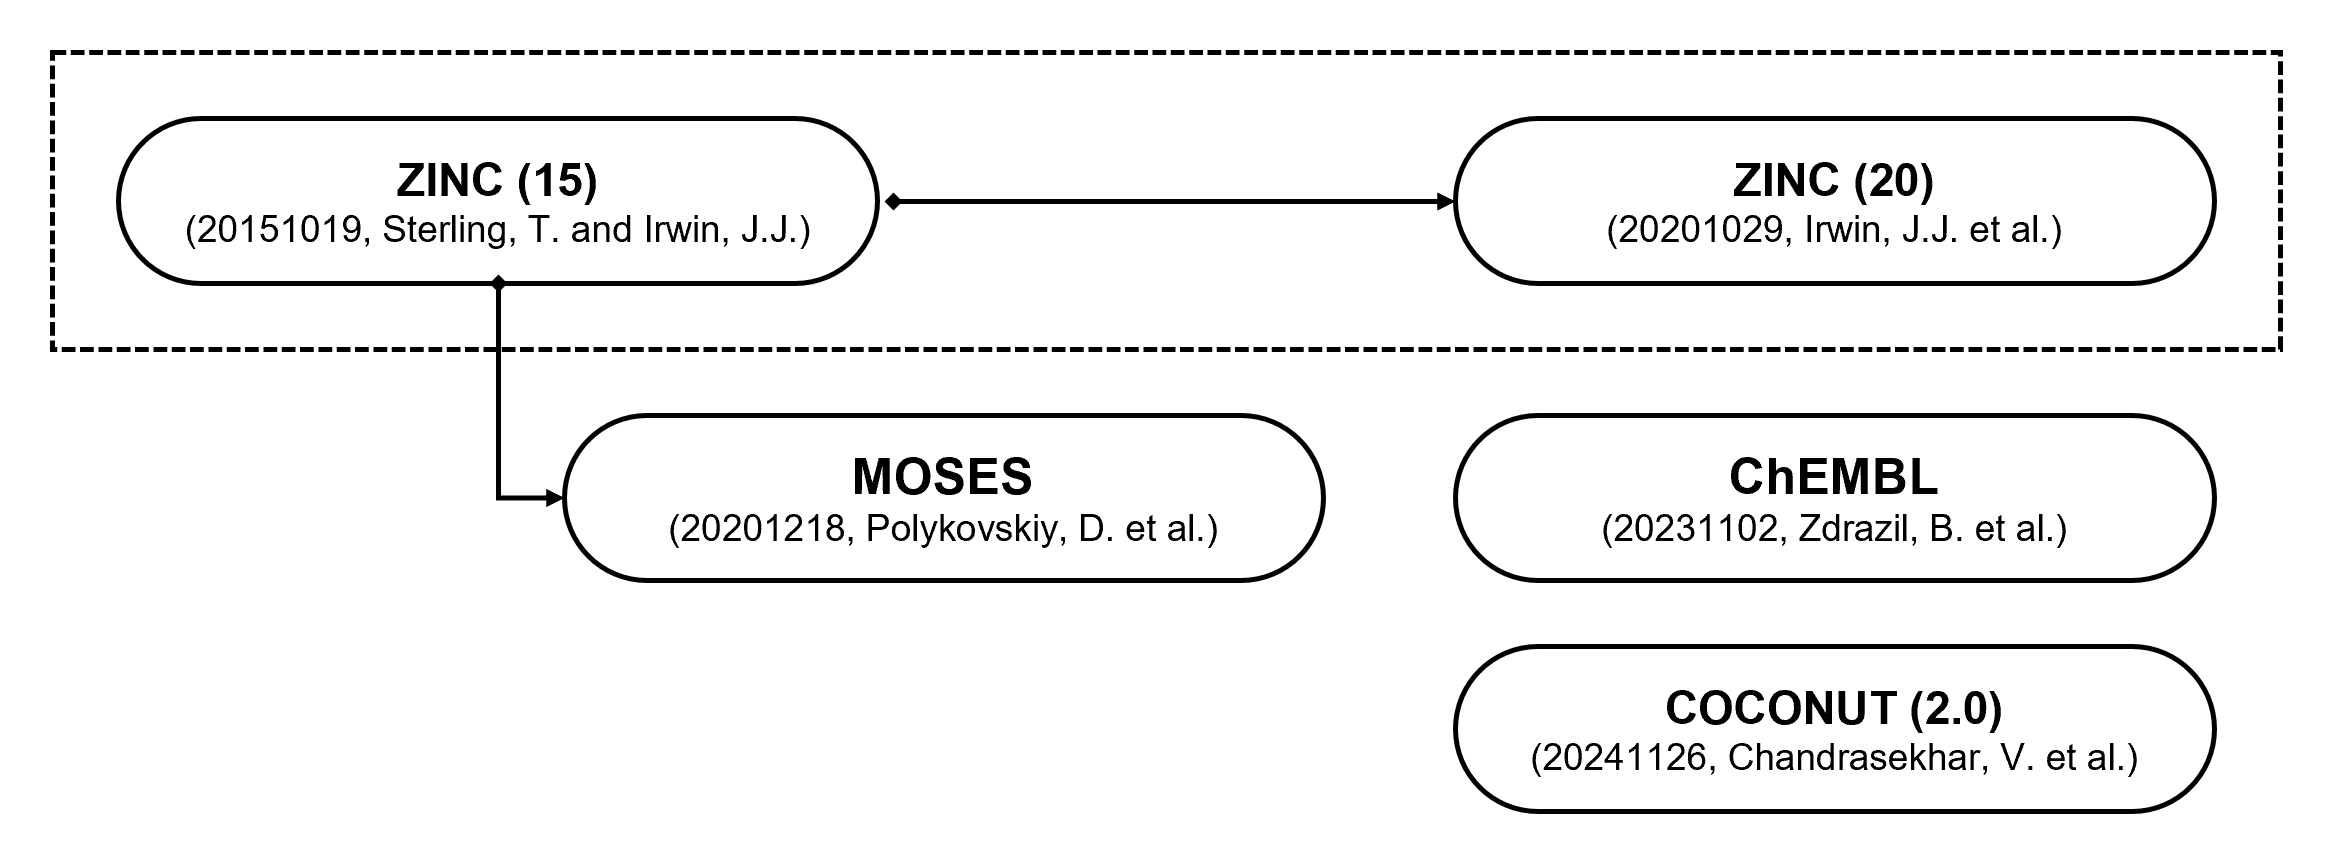 ZINC (15)
(20151019, Sterling, T. and Irwin, J.J.)
ZINC (20)
(20201029, Irwin, J.J. et al.)
MOSES
(20201218, Polykovskiy, D. et al.)
ChEMBL
(20231102, Zdrazil, B. et al.)
COCONUT (2.0)
(20241126, Chandrasekhar, V. et al.)